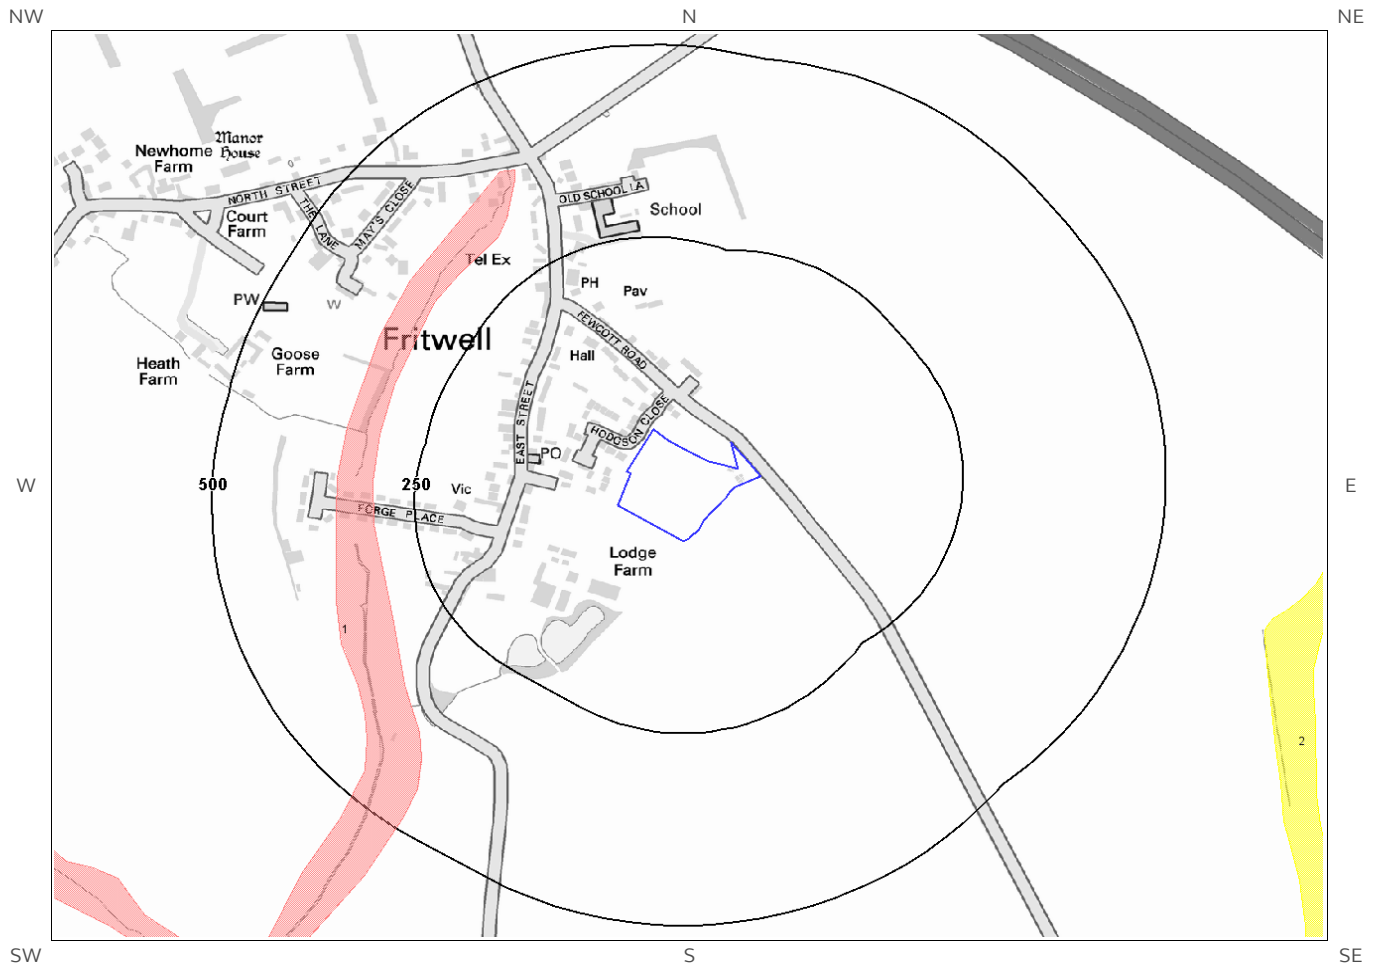 NW
N
NE
Manor
House
Newhome
Farm
NORTH STREET
OLD SCHOOL LA
THE LANE
MAY'S CLOSE
Court
Farm
School
Tel Ex
PH
Pav
PW
W
FEWCOTT ROAD
Fritwell
Hall
Heath
Farm
Goose
Farm
EAST STREET
HODGSON CLOSE
PO
W
500
250
Vic
E
FORGE PLACE
Lodge
Farm
1
2
SW
S
SE